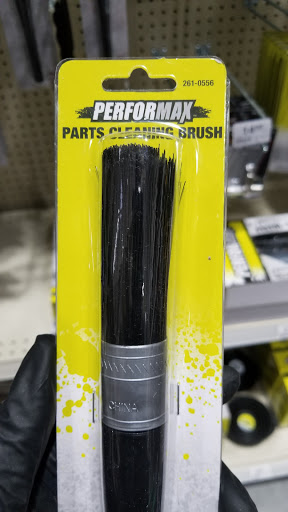 261-0556
PERFORMAX
PARTS CLEANING BRUSH
CHINA